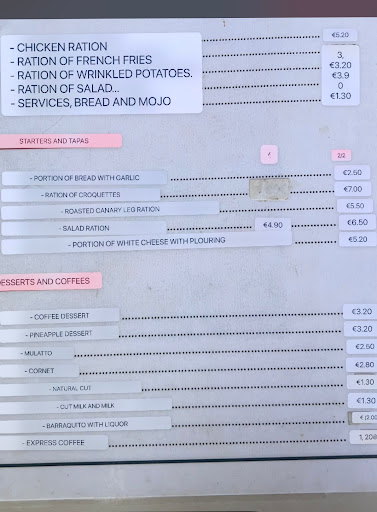 - CHICKEN RATION €5.20
- RATION OF FRENCH FRIES 3,
- RATION OF WRINKLED POTATOES. €3.20
- RATION OF SALAD... €3.9
0
- SERVICES, BREAD AND MOJO €1.30
STARTERS AND TAPAS
1 2/2
- PORTION OF BREAD WITH GARLIC €2.50
- RATION OF CROQUETTES €7.00
- ROASTED CANARY LEG RATION €5.50
- SALAD RATION €4.90 €6.50
- PORTION OF WHITE CHEESE WITH PLOURING €5.20
DESSERTS AND COFFEES
- COFFEE DESSERT €3.20
- PINEAPPLE DESSERT €3.20
- MULATTO €2.50
- CORNET €2.80
- NATURAL CUT €1.30
- CUT MILK AND MILK €1.30
- BARRAQUITO WITH LIQUOR € (2.00
- EXPRESS COFFEE 1, 20@